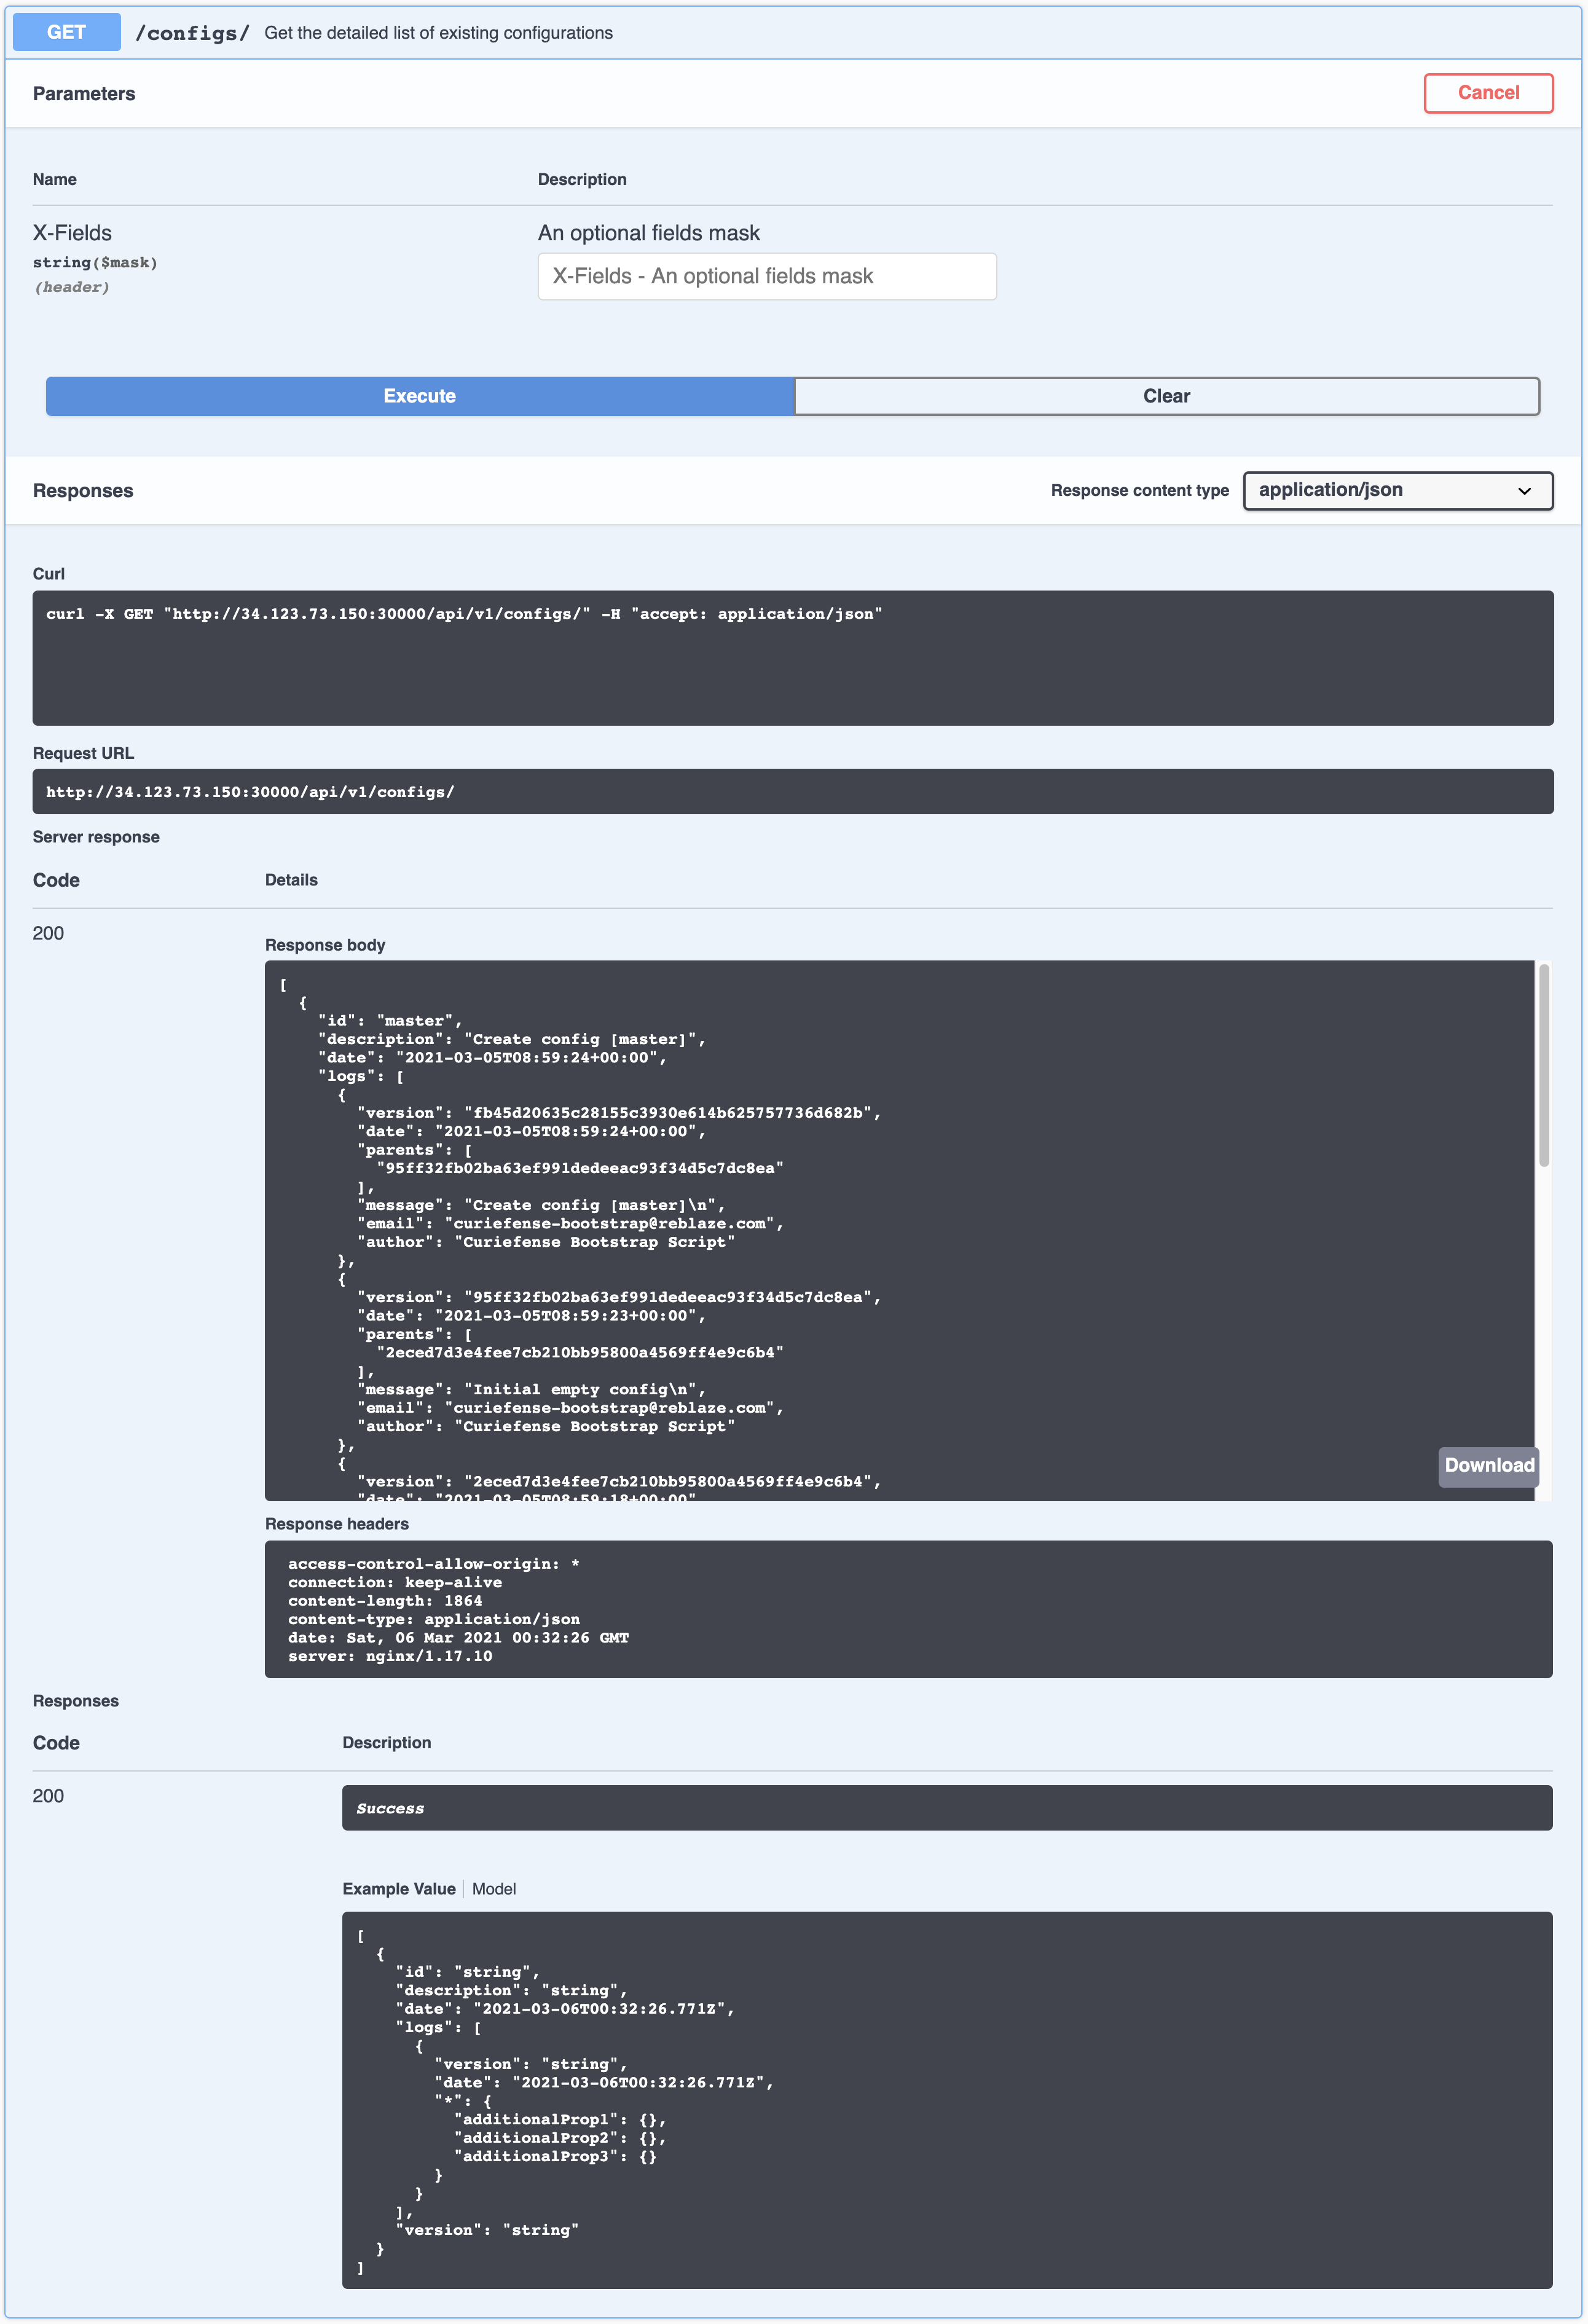 GET /configs/ Get the detailed list of existing configurations
Parameters
Cancel
Name Description
X-Fields An optional fields mask
string($mask)
(header)
X-Fields - An optional fields mask
Execute Clear
Responses Response content type application/json
Curl
curl -X GET "http://34.123.73.150:30000/api/v1/configs/" -H "accept: application/json"
Request URL
http://34.123.73.150:30000/api/v1/configs/
Server response
Code Details
200
Response body
[
{
"id": "master",
"description": "Create config [master]",
"date": "2021-03-05T08:59:24+00:00",
"logs": [
{
"version": "fb45d20635c28155c3930e614b625757736d682b",
"date": "2021-03-05T08:59:24+00:00",
"parents": [
"95ff32fb02ba63ef991dedeeac93f34d5c7dc8ea"
],
"message": "Create config [master]\n",
"email": "curiefense-bootstrap@reblaze.com",
"author": "Curiefense Bootstrap Script"
},
{
"version": "95ff32fb02ba63ef991dedeeac93f34d5c7dc8ea",
"date": "2021-03-05T08:59:23+00:00",
"parents": [
"2eced7d3e4fee7cb210bb95800a4569ff4e9c6b4"
],
"message": "Initial empty config\n",
"email": "curiefense-bootstrap@reblaze.com",
"author": "Curiefense Bootstrap Script"
},
{
"version": "2eced7d3e4fee7cb210bb95800a4569ff4e9c6b4",
"date": "2021-03-05T08:59:18+00:00"
Download
Response headers
access-control-allow-origin: *
connection: keep-alive
content-length: 1864
content-type: application/json
date: Sat, 06 Mar 2021 00:32:26 GMT
server: nginx/1.17.10
Responses
Code Description
200
Success
Example Value Model
[
{
"id": "string",
"description": "string",
"date": "2021-03-06T00:32:26.771Z",
"logs": [
{
"version": "string",
"date": "2021-03-06T00:32:26.771Z",
"*": {
"additionalProp1": {},
"additionalProp2": {},
"additionalProp3": {}
}
}
],
"version": "string"
}
]